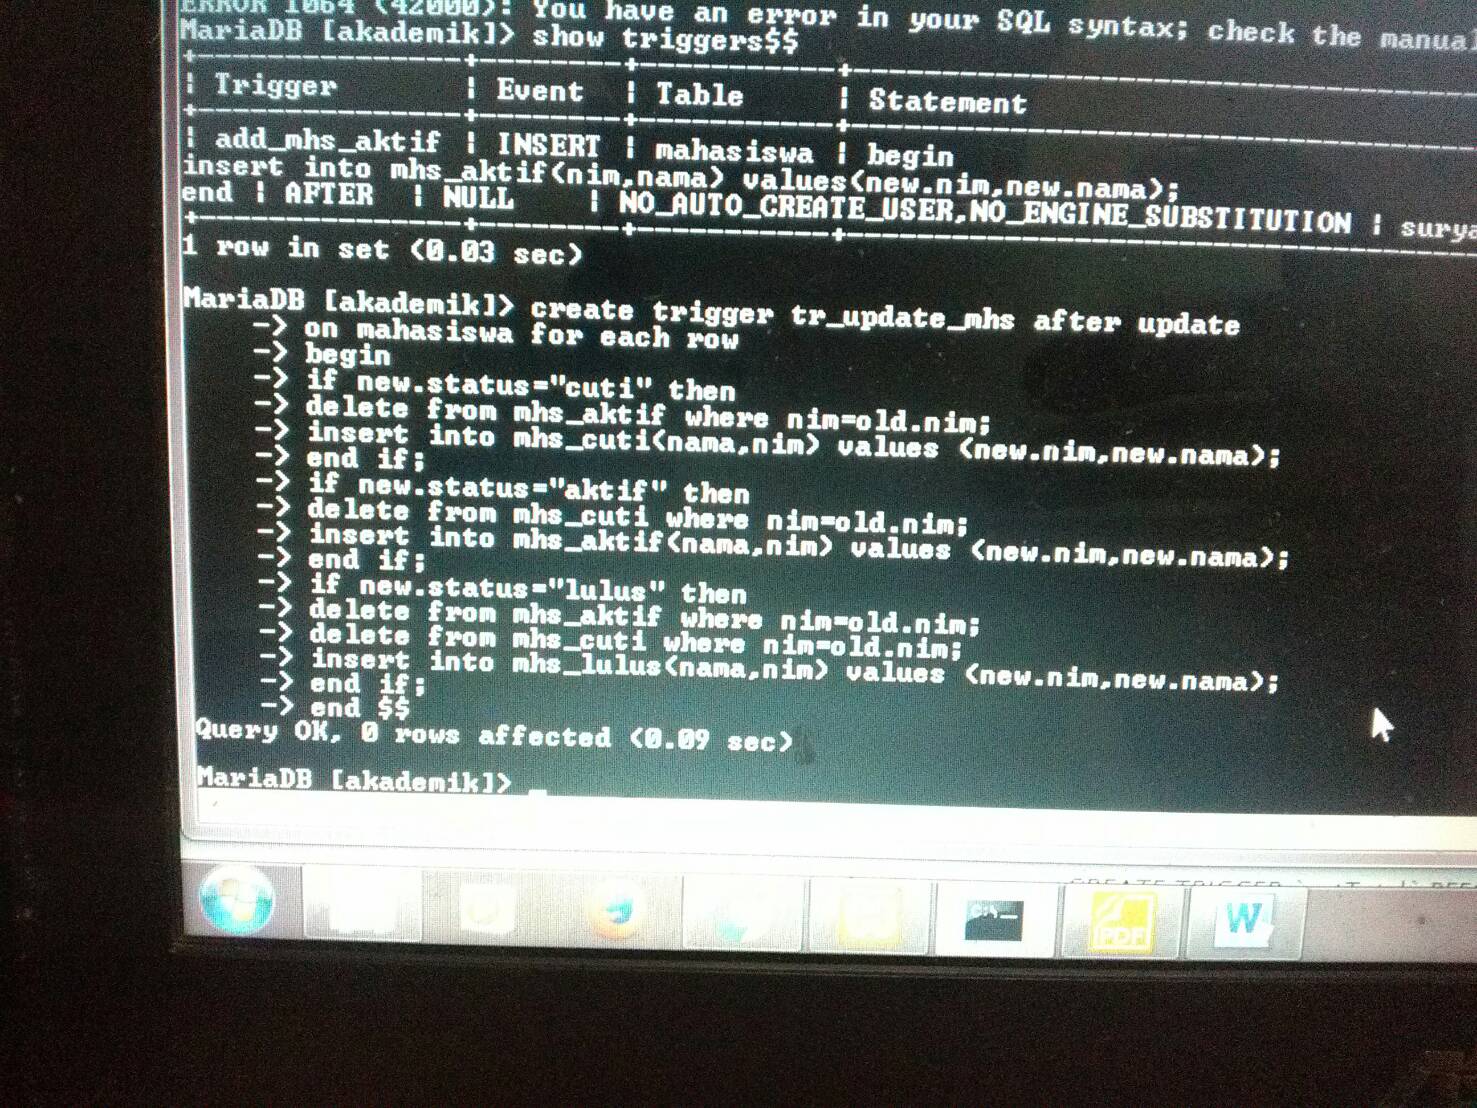 ERROR 1064 (42000): You have an error in your SQL syntax; check the manual
MariaDB [akademik]> show triggers$$
| Trigger | Event | Table | Statement
| add_mhs_aktif | INSERT | mahasiswa | begin
insert into mhs_aktif(nim,nama) values(new.nim,new.nama);
end | AFTER | NULL | NO_AUTO_CREATE_USER,NO_ENGINE_SUBSTITUTION | surya
1 row in set (0.03 sec)
MariaDB [akademik]> create trigger tr_update_mhs after update
-> on mahasiswa for each row
-> begin
-> if new.status="cuti" then
-> delete from mhs_aktif where nim=old.nim;
-> insert into mhs_cuti(nama,nim) values (new.nim,new.nama);
-> end if;
-> if new.status="aktif" then
-> delete from mhs_cuti where nim=old.nim;
-> insert into mhs_aktif(nama,nim) values (new.nim,new.nama);
-> end if;
-> if new.status="lulus" then
-> delete from mhs_aktif where nim=old.nim;
-> delete from mhs_cuti where nim=old.nim;
-> insert into mhs_lulus(nama,nim) values (new.nim,new.nama);
-> end if;
-> end $$
Query OK, 0 rows affected (0.09 sec)
MariaDB [akademik]> _
CREATE TRIGGER
C:\_
PDF
W